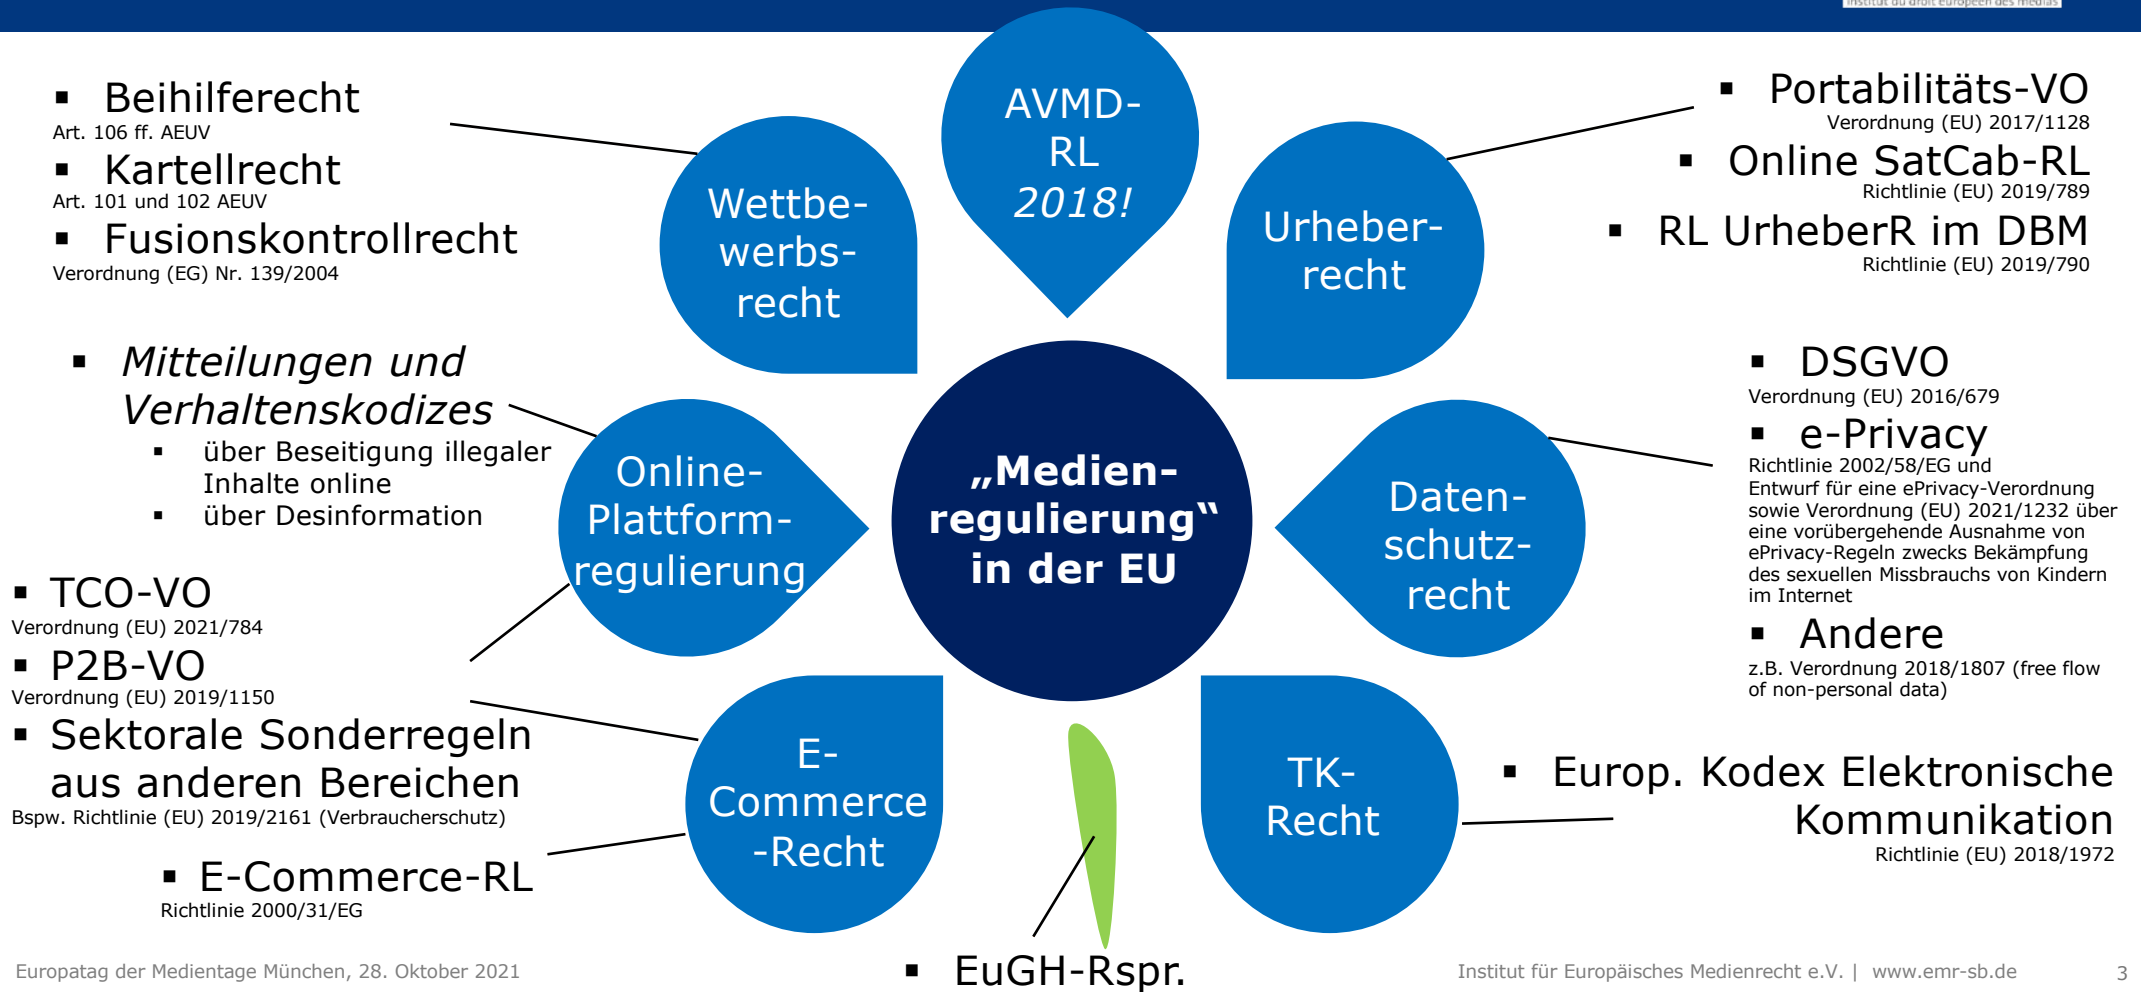 Institut du droit européen des médias
▪ Beihilferecht
Art. 106 ff. AEUV
▪ Kartellrecht
Art. 101 und 102 AEUV
▪ Fusionskontrollrecht
Verordnung (EG) Nr. 139/2004
Wettbe-
werbs-
recht
AVMD-
RL
2018!
Urheber-
recht
▪ Portabilitäts-VO
Verordnung (EU) 2017/1128
▪ Online SatCab-RL
Richtlinie (EU) 2019/789
▪ RL UrheberR im DBM
Richtlinie (EU) 2019/790
▪ Mitteilungen und
Verhaltenskodizes
▪ über Beseitigung illegaler
Inhalte online
▪ über Desinformation
Online-
Plattform-
regulierung
„Medien-
regulierung“
in der EU
Daten-
schutz-
recht
▪ DSGVO
Verordnung (EU) 2016/679
▪ e-Privacy
Richtlinie 2002/58/EG und
Entwurf für eine ePrivacy-Verordnung
sowie Verordnung (EU) 2021/1232 über
eine vorübergehende Ausnahme von
ePrivacy-Regeln zwecks Bekämpfung
des sexuellen Missbrauchs von Kindern
im Internet
▪ Andere
z.B. Verordnung 2018/1807 (free flow
of non-personal data)
▪ TCO-VO
Verordnung (EU) 2021/784
▪ P2B-VO
Verordnung (EU) 2019/1150
▪ Sektorale Sonderregeln
aus anderen Bereichen
Bspw. Richtlinie (EU) 2019/2161 (Verbraucherschutz)
▪ E-Commerce-RL
Richtlinie 2000/31/EG
E-
Commerce
-Recht
TK-
Recht
▪ Europ. Kodex Elektronische
Kommunikation
Richtlinie (EU) 2018/1972
▪ EuGH-Rspr.
Europatag der Medientage München, 28. Oktober 2021
Institut für Europäisches Medienrecht e.V. | www.emr-sb.de
3